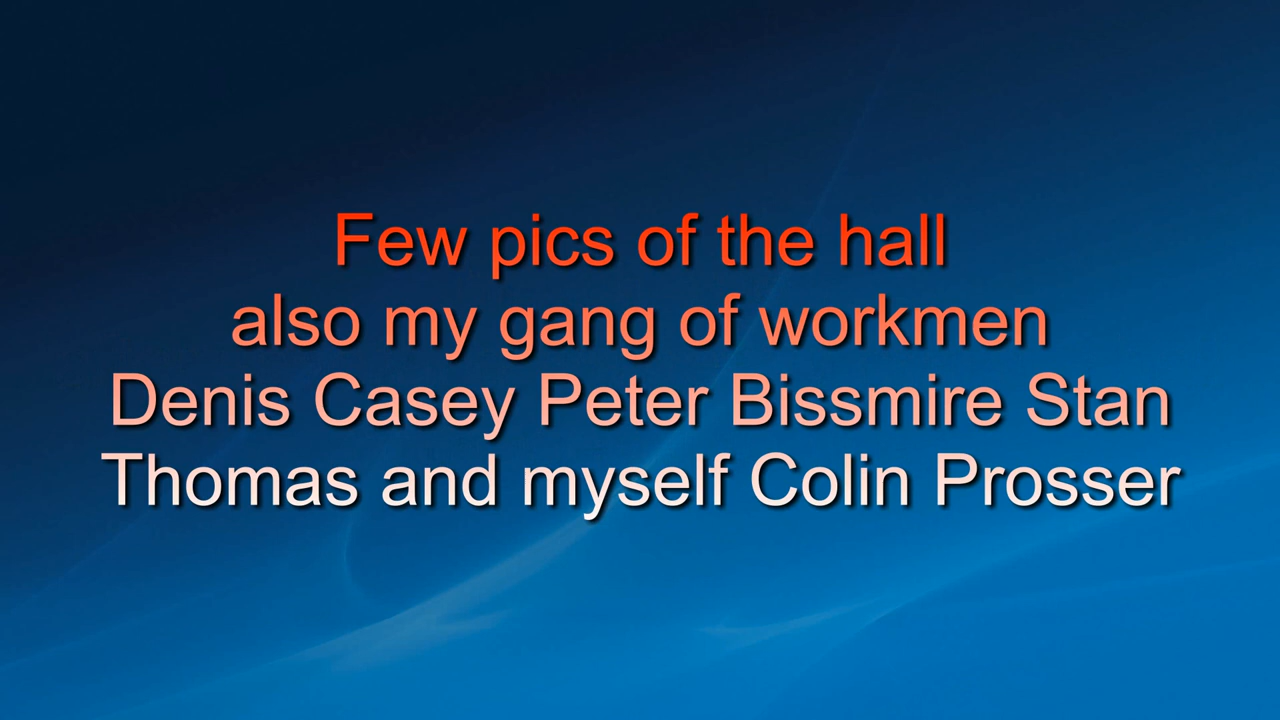 Few pics of the hall
also my gang of workmen
Denis Casey Peter Bissmire Stan
Thomas and myself Colin Prosser